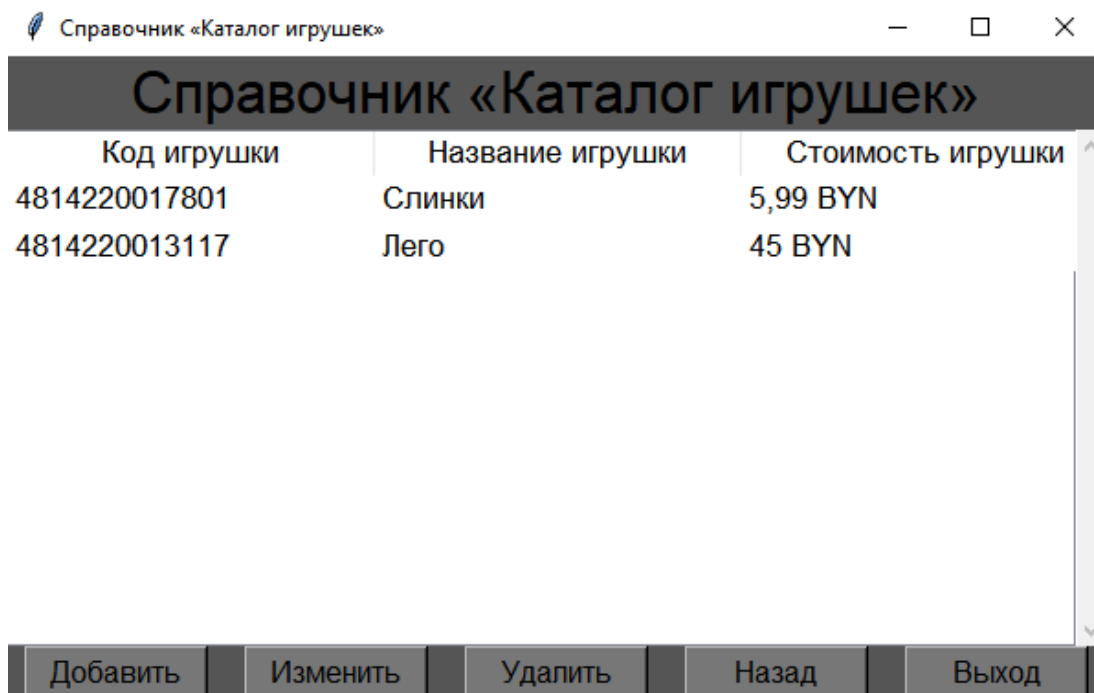 Справочник «Каталог игрушек»
Справочник «Каталог игрушек»
Код игрушки Название игрушки Стоимость игрушки
4814220017801 Слинки 5,99 BYN
4814220013117 Лего 45 BYN
Добавить Изменить Удалить Назад Выход